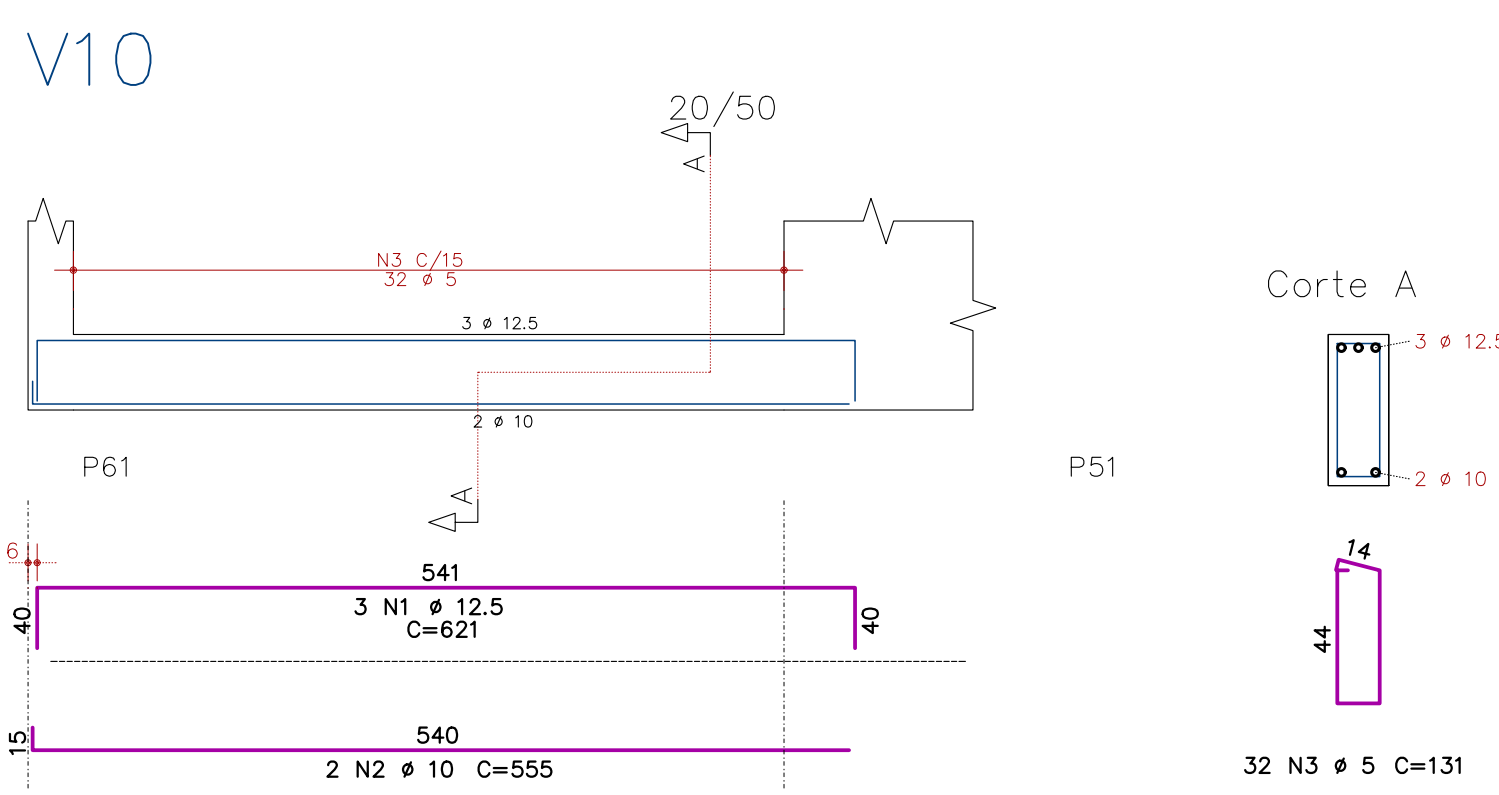 V10
20/50
A
N3 C/15
32 ø 5
3 ø 12.5
2 ø 10
A
P61
P51
Corte A
3 ø 12.5
2 ø 10
6
541
3 N1 ø 12.5
C=621
40
40
14
44
15
540
2 N2 ø 10 C=555
32 N3 ø 5 C=131